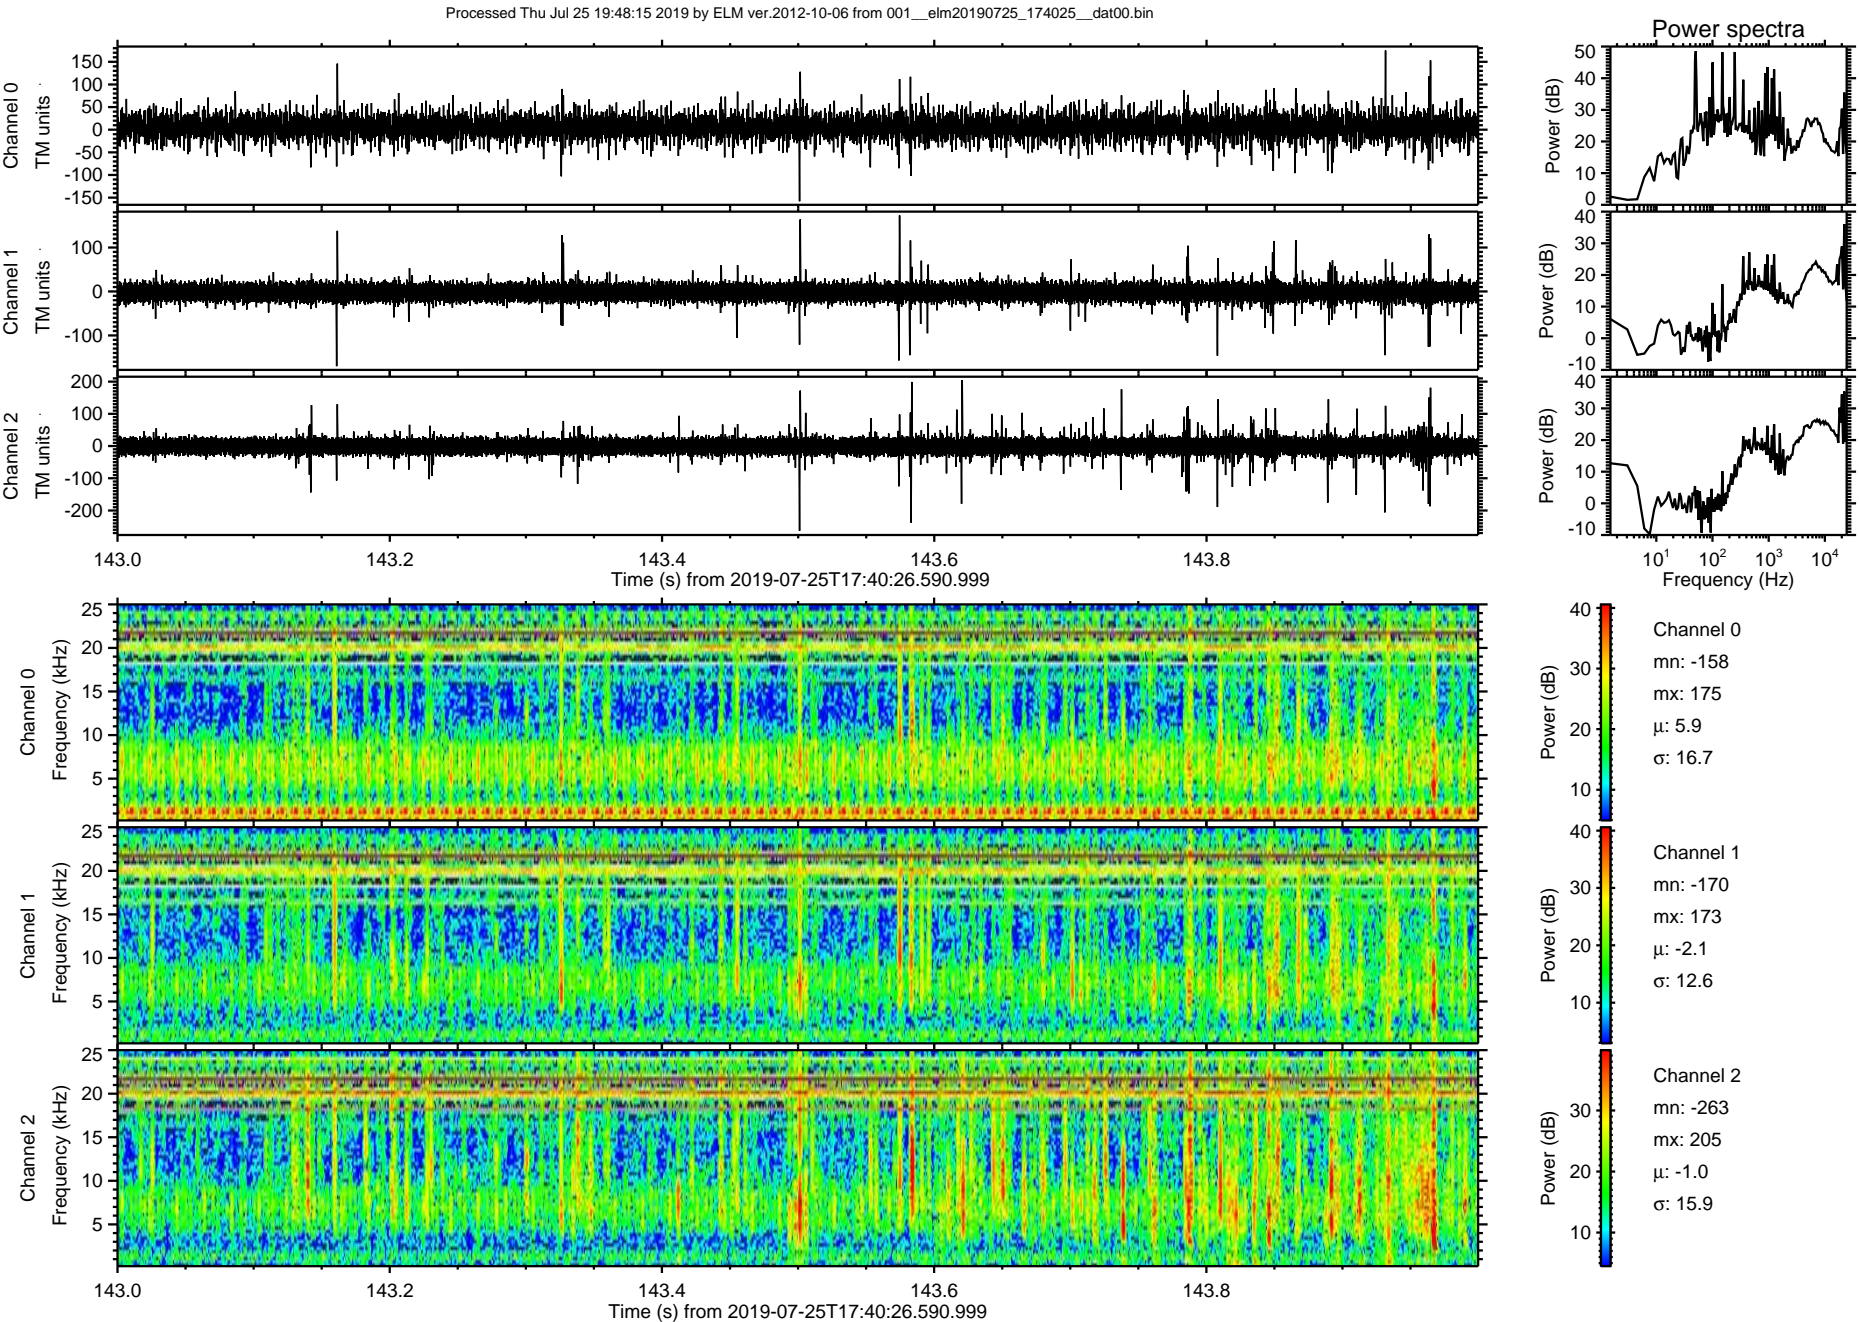 Processed Thu Jul 25 19:48:15 2019 by ELM ver.2012-10-06 from 001__elm20190725_174025__dat00.bin
Power spectra
Channel 0
TM units
150
100
50
0
-50
-100
-150
Power (dB)
50
40
30
20
10
0
Channel 1
TM units
100
0
-100
Power (dB)
40
30
20
10
0
-10
Channel 2
TM units
200
100
0
-100
-200
Power (dB)
40
30
20
10
0
-10
143.0 143.2 143.4 143.6 143.8
Time (s) from 2019-07-25T17:40:26.590.999
10¹ 10² 10³ 10⁴
Frequency (Hz)
Channel 0
Frequency (kHz)
25
20
15
10
5
Power (dB)
40
30
20
10
Channel 0
mn: -158
mx: 175
µ: 5.9
σ: 16.7
Channel 1
Frequency (kHz)
25
20
15
10
5
Power (dB)
40
30
20
10
Channel 1
mn: -170
mx: 173
µ: -2.1
σ: 12.6
Channel 2
Frequency (kHz)
25
20
15
10
5
Power (dB)
30
20
10
Channel 2
mn: -263
mx: 205
µ: -1.0
σ: 15.9
143.0 143.2 143.4 143.6 143.8
Time (s) from 2019-07-25T17:40:26.590.999